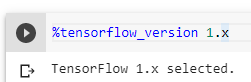 %tensorflow_version 1.x
TensorFlow 1.x selected.